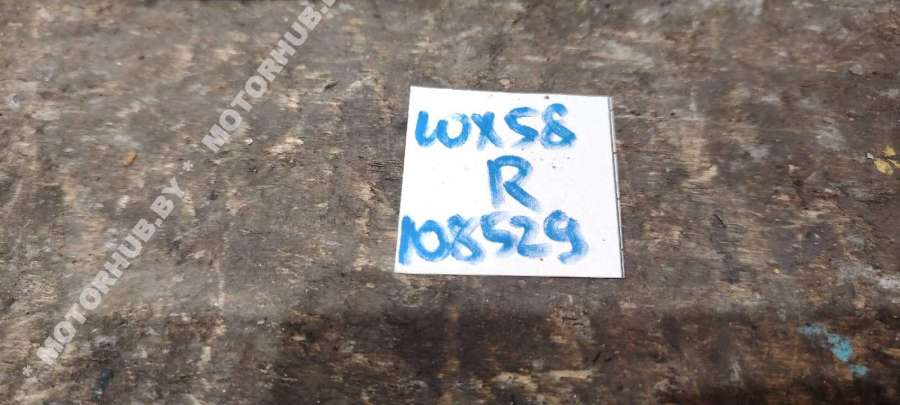 WX58
R
108529
* MOTORHUB.BY * MOTORHUB.BY